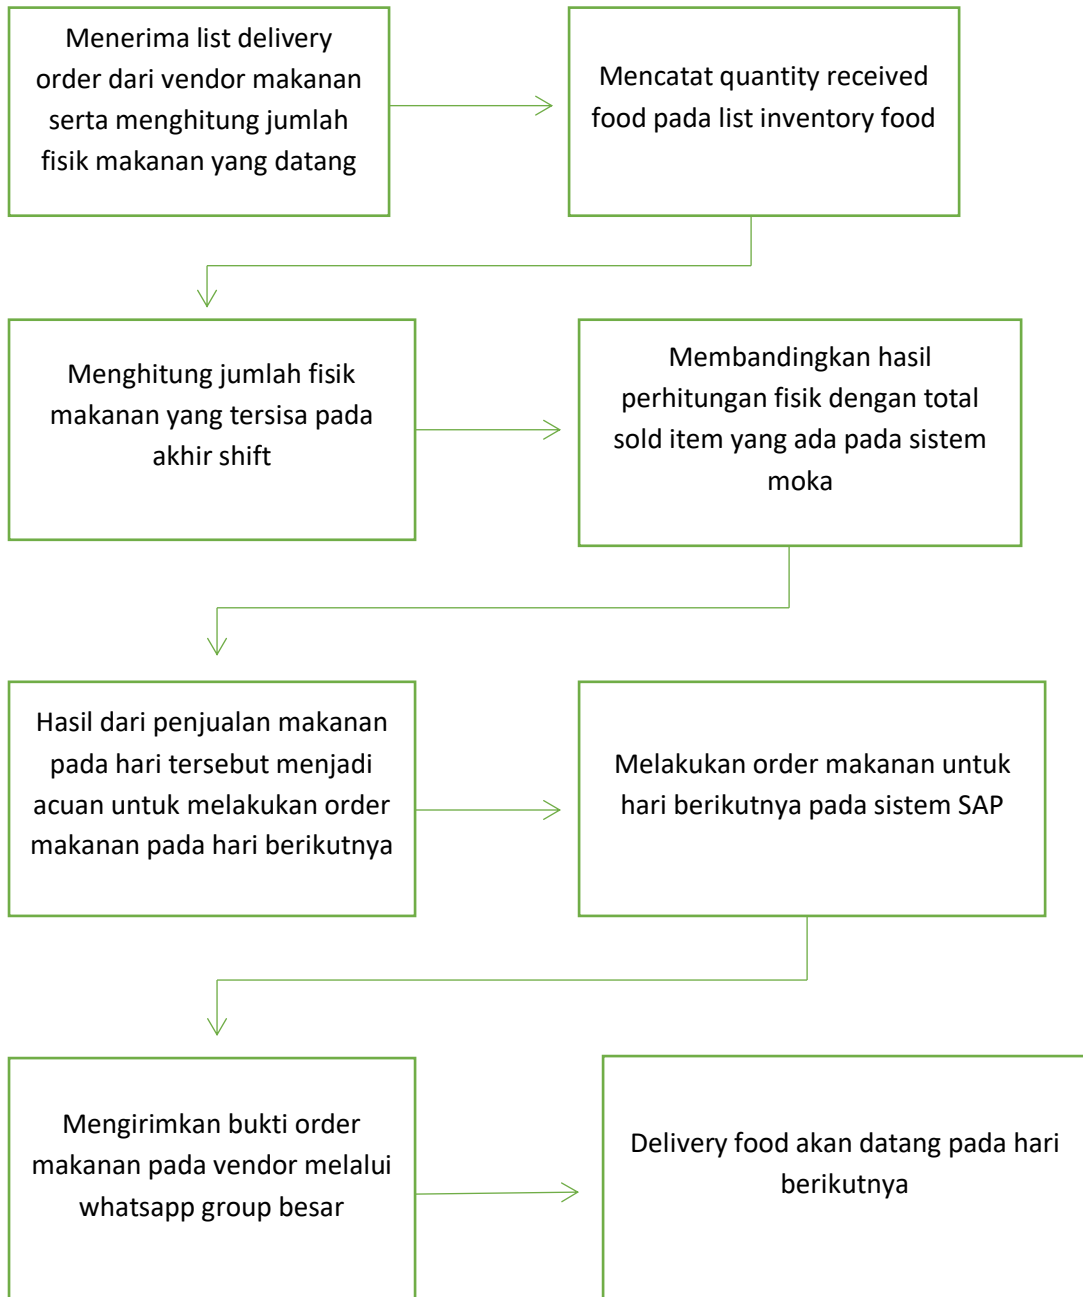 Menerima list delivery
order dari vendor makanan
serta menghitung jumlah
fisik makanan yang datang
Mencatat quantity received
food pada list inventory food
Menghitung jumlah fisik
makanan yang tersisa pada
akhir shift
Membandingkan hasil
perhitungan fisik dengan total
sold item yang ada pada sistem
moka
Hasil dari penjualan makanan
pada hari tersebut menjadi
acuan untuk melakukan order
makanan pada hari berikutnya
Melakukan order makanan untuk
hari berikutnya pada sistem SAP
Mengirimkan bukti order
makanan pada vendor melalui
whatsapp group besar
Delivery food akan datang pada hari
berikutnya